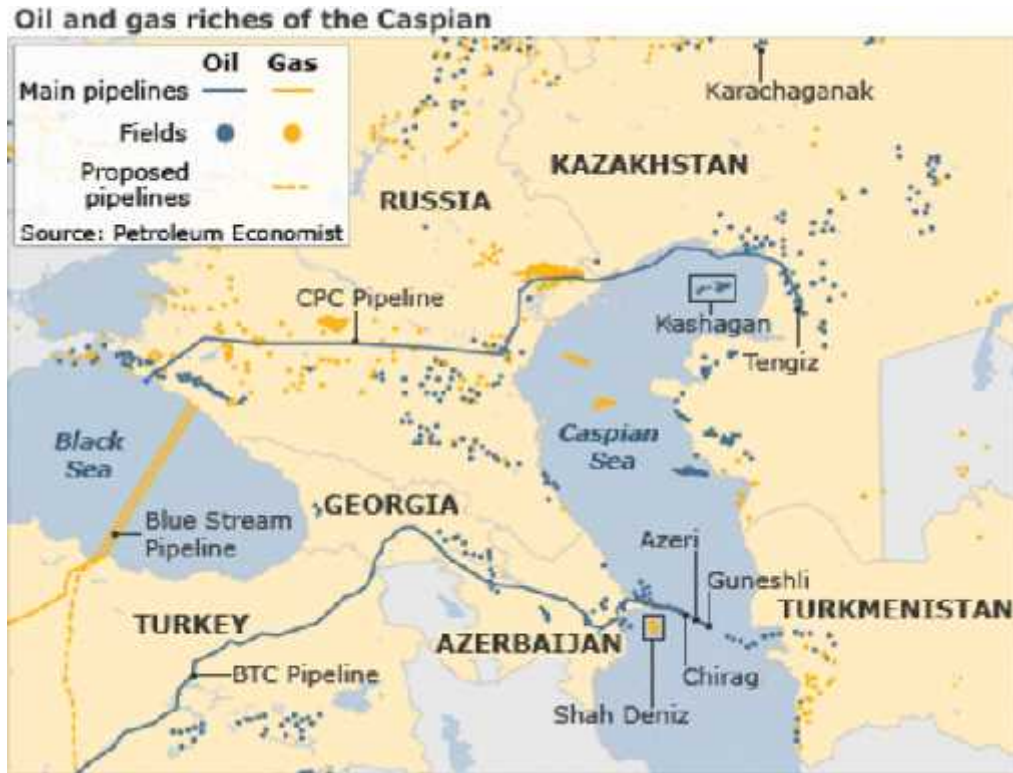 Oil and gas riches of the Caspian
Oil Gas
Main pipelines
Fields
Proposed
pipelines
Source: Petroleum Economist
Karachaganak
KAZAKHSTAN
RUSSIA
CPC Pipeline
Kashagan
Tengiz
Black
Sea
Caspian
Sea
GEORGIA
Blue Stream
Pipeline
Azeri
Guneshli
TURKEY
AZERBAIJAN
TURKMENISTAN
BTC Pipeline
Chirag
Shah Deniz